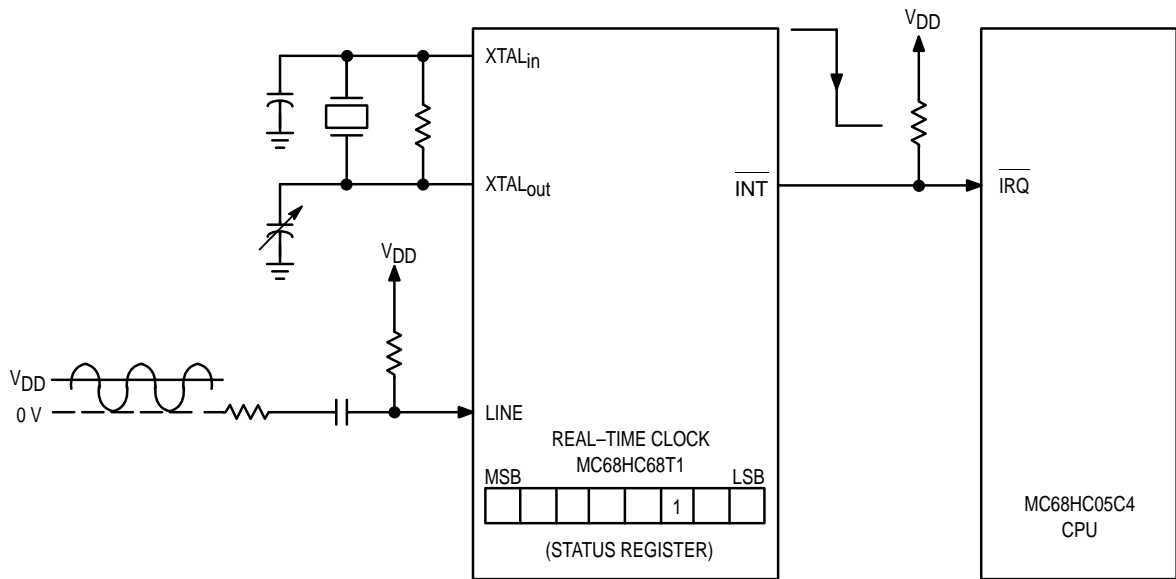 XTALin
XTALout
VDD
VDD
0 V
LINE
INT
REAL–TIME CLOCK
MC68HC68T1
MSB
LSB
1
(STATUS REGISTER)
VDD
IRQ
MC68HC05C4
CPU